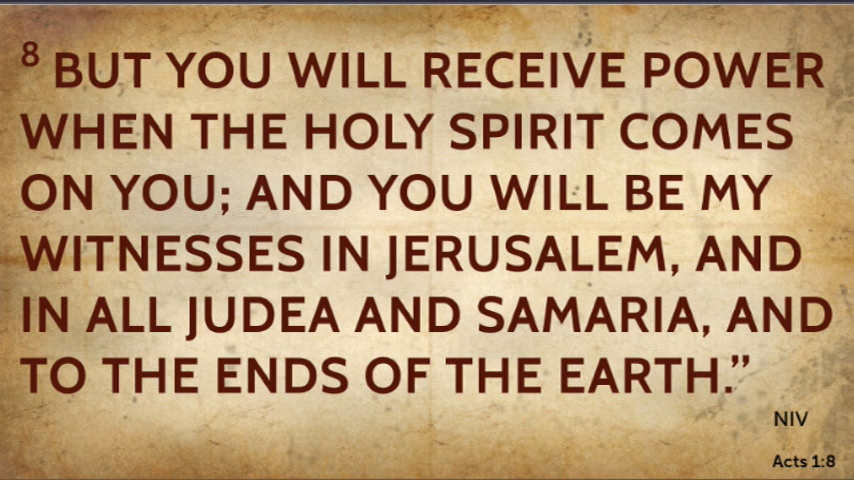 8 BUT YOU WILL RECEIVE POWER
WHEN THE HOLY SPIRIT COMES
ON YOU; AND YOU WILL BE MY
WITNESSES IN JERUSALEM, AND
IN ALL JUDEA AND SAMARIA, AND
TO THE ENDS OF THE EARTH.”
NIV
Acts 1:8